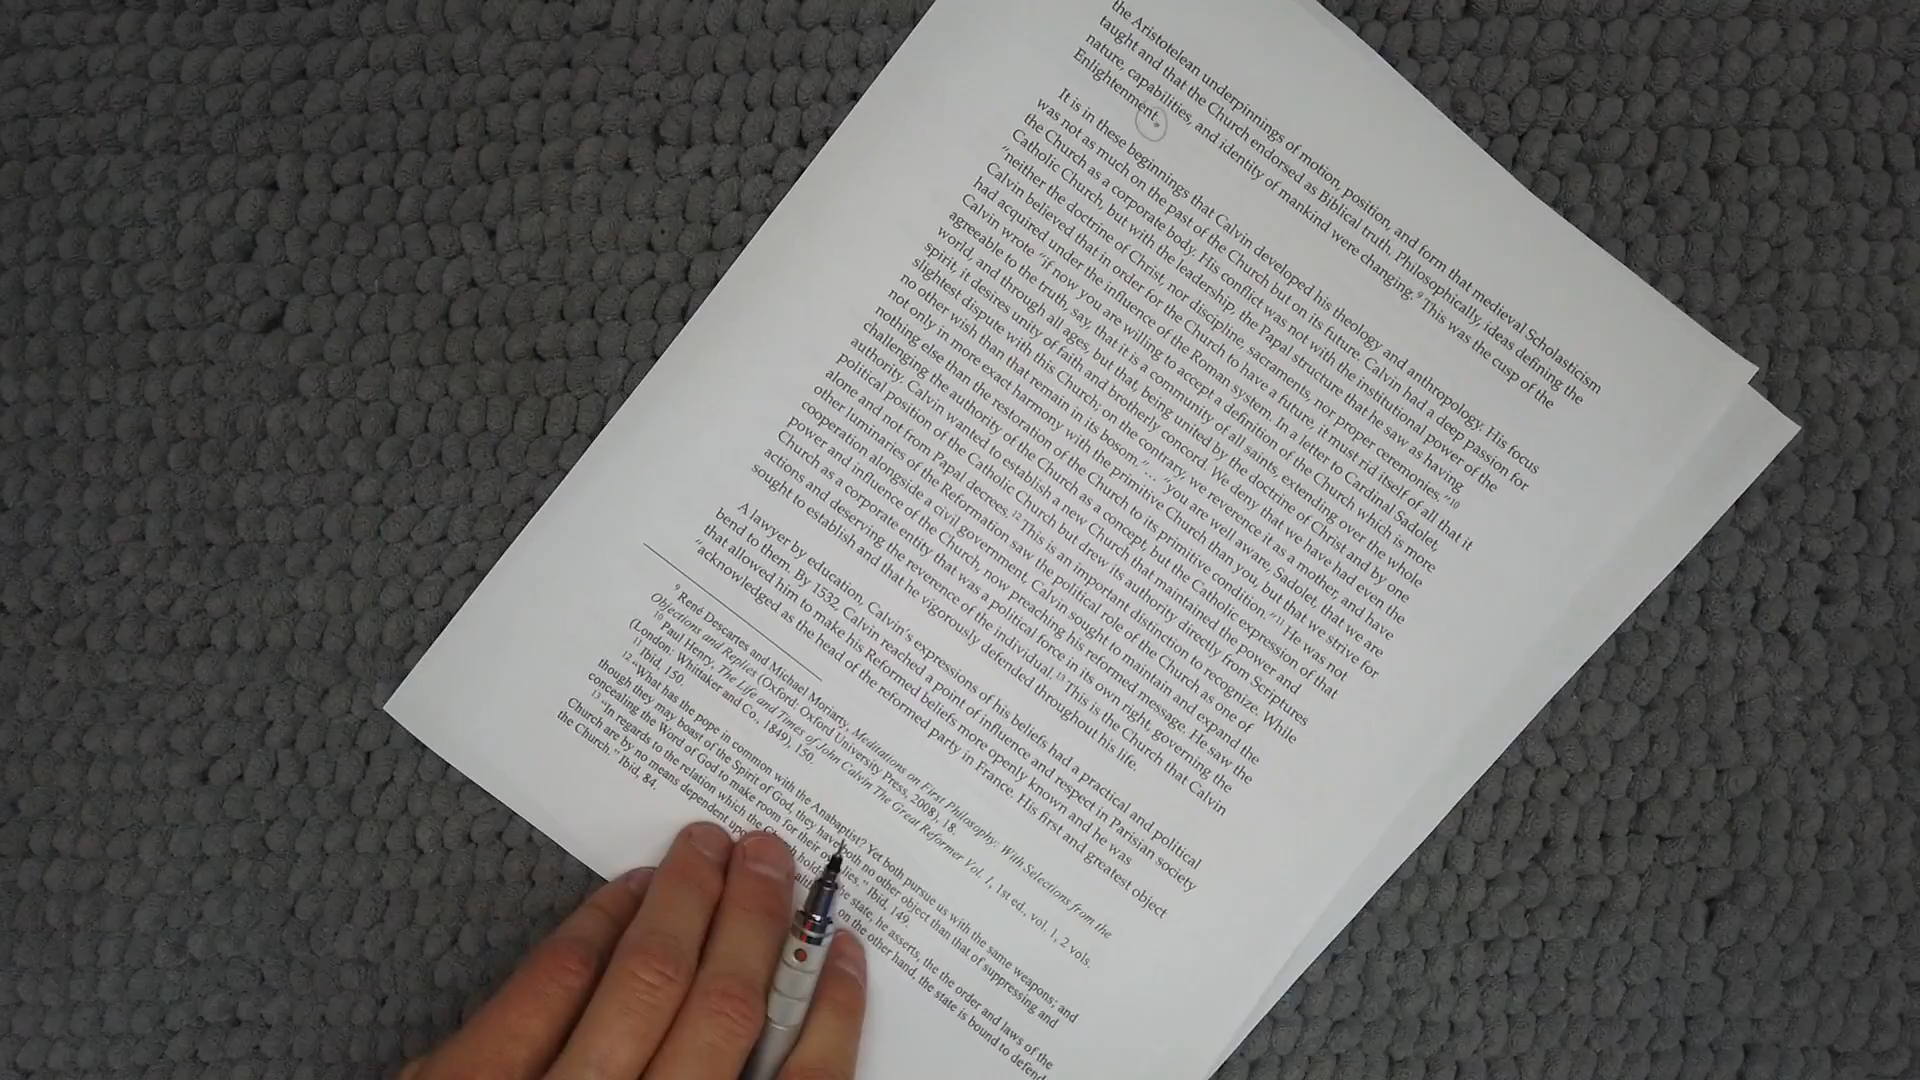 the Aristotelean underpinnings of motion, position, and form that medieval Scholasticism
taught and that the Church endorsed as Biblical truth. Philosophically, ideas defining the
nature, capabilities, and identity of mankind were changing.⁹ This was the cusp of the
Enlightenment.
It is in these beginnings that Calvin developed his theology and anthropology. His focus
was not as much on the past of the Church but on its future. Calvin had a deep passion for
the Church as a corporate body. His conflict was not with the institutional power of the
Catholic Church, but with the leadership, the Papal structure that he saw as having
“neither the doctrine of Christ, nor discipline, sacraments, nor proper ceremonies.”¹⁰
Calvin believed that in order for the Church to have a future, it must rid itself of all that it
had acquired under the influence of the Roman system. In a letter to Cardinal Sadolet,
Calvin wrote “if now you are willing to accept a definition of the Church which is more
agreeable to the truth, say, that it is a community of all saints, extending over the whole
world, and through all ages, but that, being united by the doctrine of Christ and by one
spirit, it desires unity of faith and brotherly concord. We deny that we have had even the
slightest dispute with this Church; on the contrary, we reverence it as a mother, and have
no other wish than that remain in its bosom.”… “you are well aware, Sadolet, that we are
not only in more exact harmony with the primitive Church than you, but that we strive for
nothing else than the restoration of the Church to its primitive condition.”¹¹ He was not
challenging the authority of the Church as a concept, but the Catholic expression of that
authority. Calvin wanted to establish a new Church that maintained the power and
political position of the Catholic Church but drew its authority directly from Scriptures
alone and not from Papal decrees.¹² This is an important distinction to recognize. While
other luminaries of the Reformation saw the political role of the Church as one of
cooperation alongside a civil government, Calvin sought to maintain and expand the
power and influence of the Church, now preaching his reformed message. He saw the
Church as a corporate entity that was a political force in its own right, governing the
actions and deserving the reverence of the individual.¹³ This is the Church that Calvin
sought to establish and that he vigorously defended throughout his life.
A lawyer by education, Calvin’s expressions of his beliefs had a practical and political
bend to them. By 1532, Calvin reached a point of influence and respect in Parisian society
that allowed him to make his Reformed beliefs more openly known and he was
“acknowledged as the head of the reformed party in France. His first and greatest object
⁹ René Descartes and Michael Moriarty, Meditations on First Philosophy: With Selections from the
Objections and Replies (Oxford: Oxford University Press, 2008), 18.
¹⁰ Paul Henry, The Life and Times of John Calvin The Great Reformer Vol. 1, 1st ed., vol. 1, 2 vols.
(London: Whittaker and Co., 1849), 150.
¹¹ Ibid, 150.
¹² “What has the pope in common with the Anabaptist? Yet both pursue us with the same weapons; and
though they may boast of the Spirit of God, they have both no other object than that of suppressing and
concealing the Word of God to make room for their lies.” Ibid, 149.
¹³ “In regards to the relation which the Church holds the state, he asserts, the the order and laws of the
Church are by no means dependent on the other hand, the state is bound to defend
the Church.” Ibid, 84.